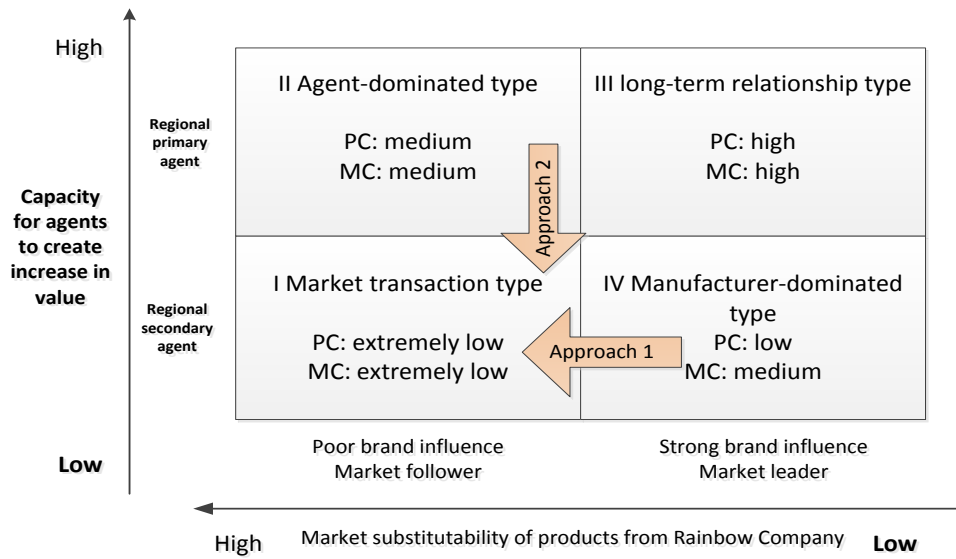 High
II Agent-dominated type
III long-term relationship type
Regional
primary
agent
PC: medium
MC: medium
PC: high
MC: high
Approach 2
Capacity
for agents
to create
increase in
value
I Market transaction type
IV Manufacturer-dominated
type
Regional
secondary
agent
PC: extremely low
MC: extremely low
Approach 1
PC: low
MC: medium
Poor brand influence
Market follower
Strong brand influence
Market leader
Low
High
Market substitutability of products from Rainbow Company
Low